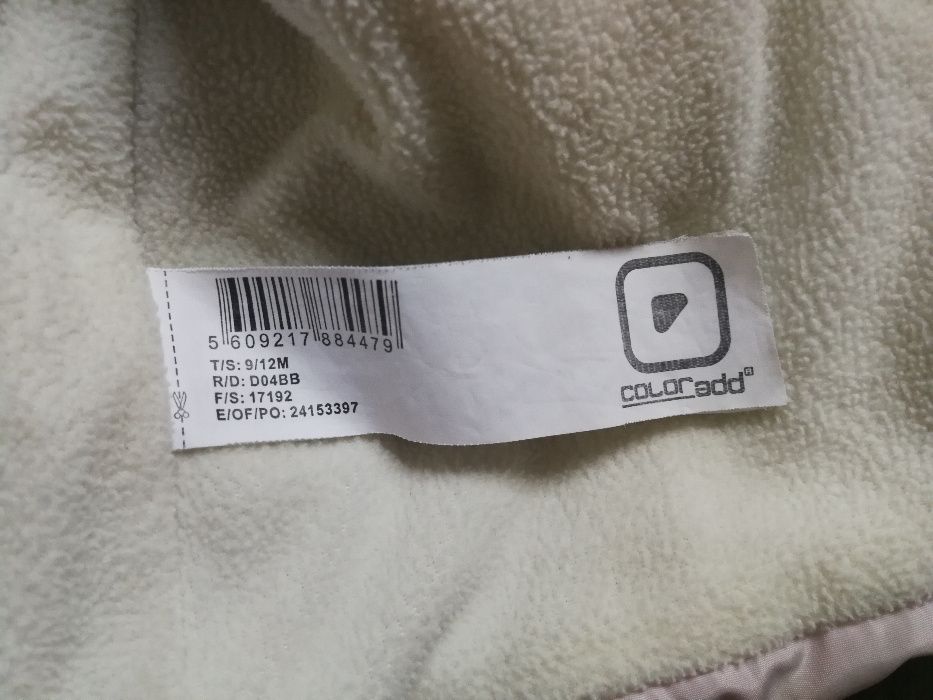 5 609217 884479
T/S: 9/12M
R/D: D04BB
F/S: 17192
E/OF/PO: 24153397
COLORadd®